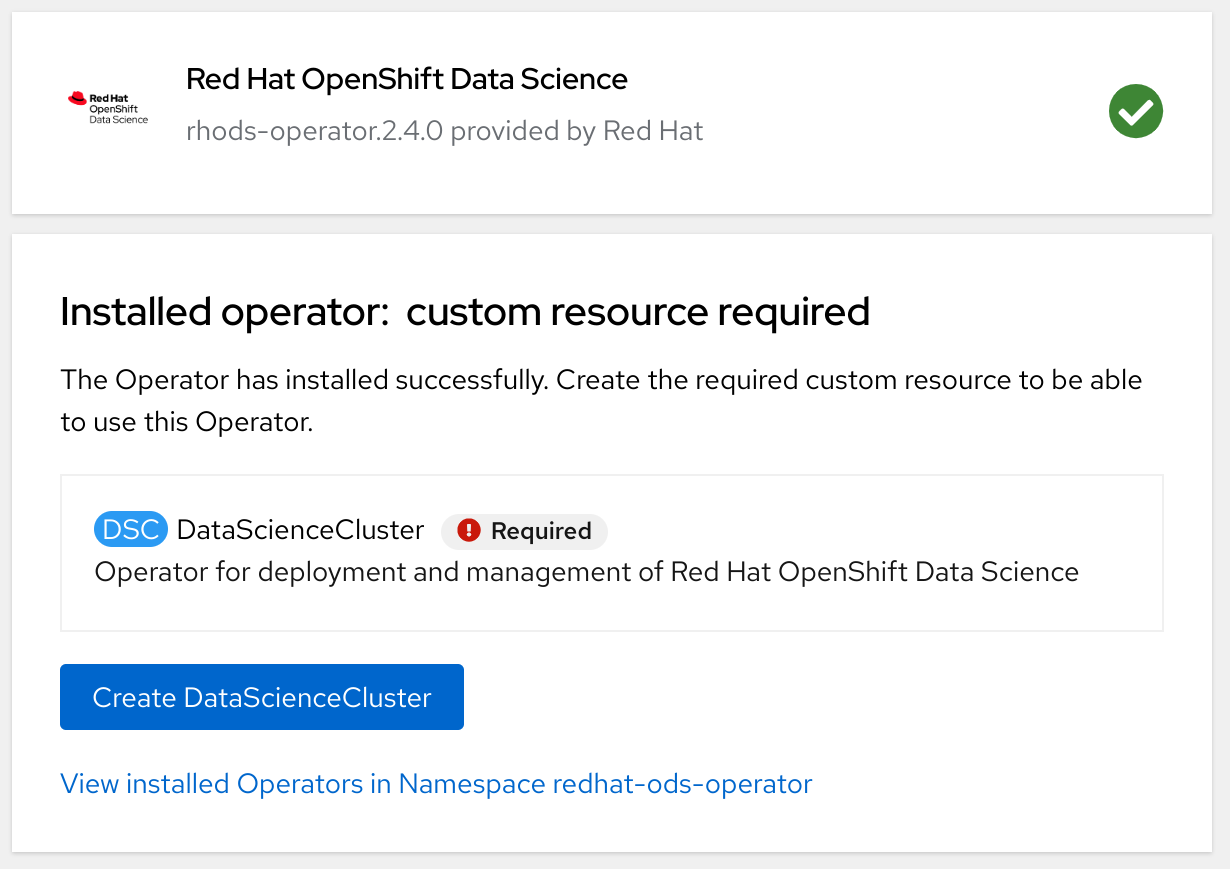 Red Hat
OpenShift
Data Science
Red Hat OpenShift Data Science
rhods-operator.2.4.0 provided by Red Hat
Installed operator: custom resource required
The Operator has installed successfully. Create the required custom resource to be able
to use this Operator.
DSC DataScienceCluster Required
Operator for deployment and management of Red Hat OpenShift Data Science
Create DataScienceCluster
View installed Operators in Namespace redhat-ods-operator